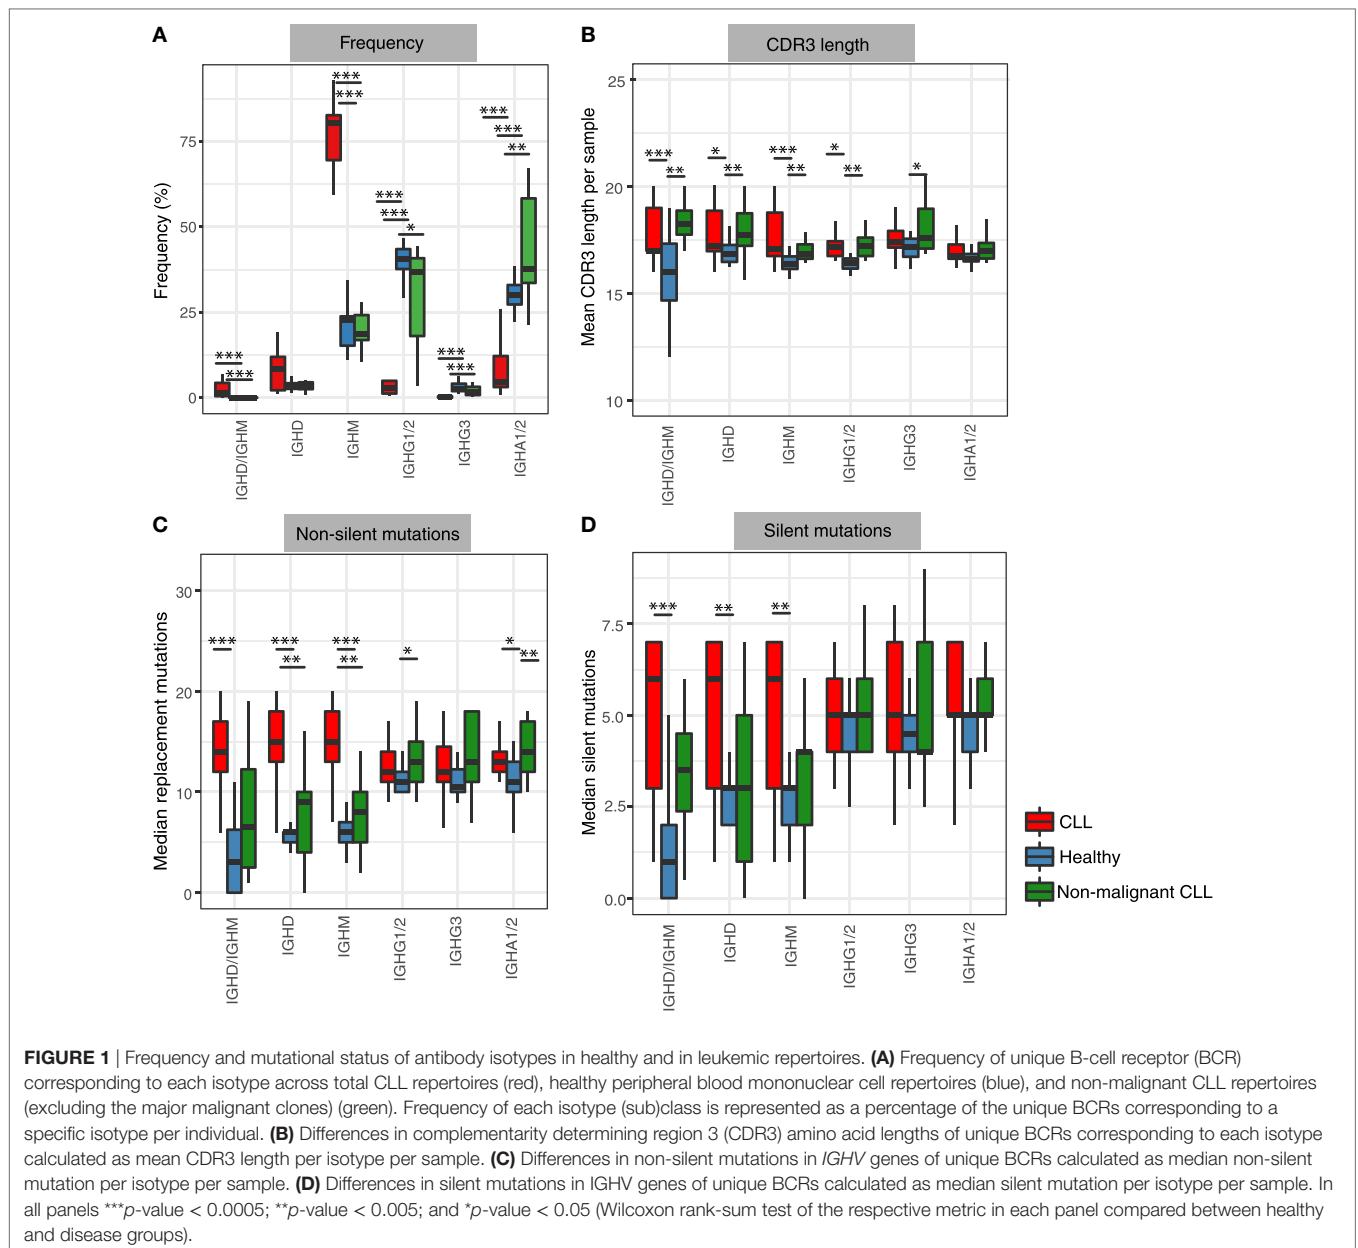 A
Frequency
Frequency (%)
75
50
25
0
***
***
***
***
***
***
*
***
***
***
***
**
IGHD/IGHM
IGHD
IGHM
IGHG1/2
IGHG3
IGHA1/2
B
CDR3 length
Mean CDR3 length per sample
25
20
15
10
***
**
*
**
***
**
*
**
*
IGHD/IGHM
IGHD
IGHM
IGHG1/2
IGHG3
IGHA1/2
C
Non-silent mutations
Median replacement mutations
30
20
10
0
***
***
**
***
**
*
*
**
IGHD/IGHM
IGHD
IGHM
IGHG1/2
IGHG3
IGHA1/2
D
Silent mutations
Median silent mutations
7.5
5.0
2.5
0.0
***
**
**
IGHD/IGHM
IGHD
IGHM
IGHG1/2
IGHG3
IGHA1/2
CLL
Healthy
Non-malignant CLL
FIGURE 1 | Frequency and mutational status of antibody isotypes in healthy and in leukemic repertoires. (A) Frequency of unique B-cell receptor (BCR)
corresponding to each isotype across total CLL repertoires (red), healthy peripheral blood mononuclear cell repertoires (blue), and non-malignant CLL repertoires
(excluding the major malignant clones) (green). Frequency of each isotype (sub)class is represented as a percentage of the unique BCRs corresponding to a
specific isotype per individual. (B) Differences in complementarity determining region 3 (CDR3) amino acid lengths of unique BCRs corresponding to each isotype
calculated as mean CDR3 length per isotype per sample. (C) Differences in non-silent mutations in IGHV genes of unique BCRs calculated as median non-silent
mutation per isotype per sample. (D) Differences in silent mutations in IGHV genes of unique BCRs calculated as median silent mutation per isotype per sample. In
all panels ***p-value < 0.0005; **p-value < 0.005; and *p-value < 0.05 (Wilcoxon rank-sum test of the respective metric in each panel compared between healthy
and disease groups).